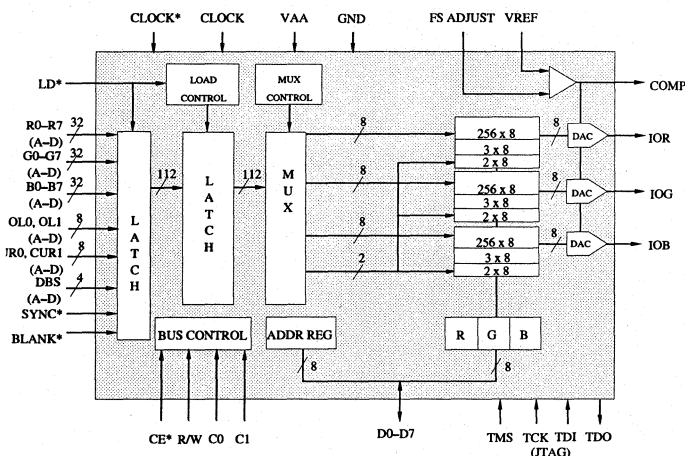 CLOCK* CLOCK VAA GND FS ADJUST VREF
LD*
LOAD
CONTROL
MUX
CONTROL
COMP
R0–R7 32
(A–D)
G0–G7 32
(A–D)
B0–B7 32
(A–D)
OL0, OL1 8
(A–D)
UR0, CUR1 8
(A–D)
DBS 4
(A–D)
SYNC*
BLANK*
LATCH
112
LATCH
112
MUX
8
8
8
2
256 x 8
3 x 8
2 x 8
256 x 8
3 x 8
2 x 8
256 x 8
3 x 8
2 x 8
8
DAC
IOR
8
DAC
IOG
8
DAC
IOB
BUS CONTROL
ADDR REG
R G B
8
8
CE* R/W C0 C1
D0–D7
TMS TCK TDI TDO
(JTAG)